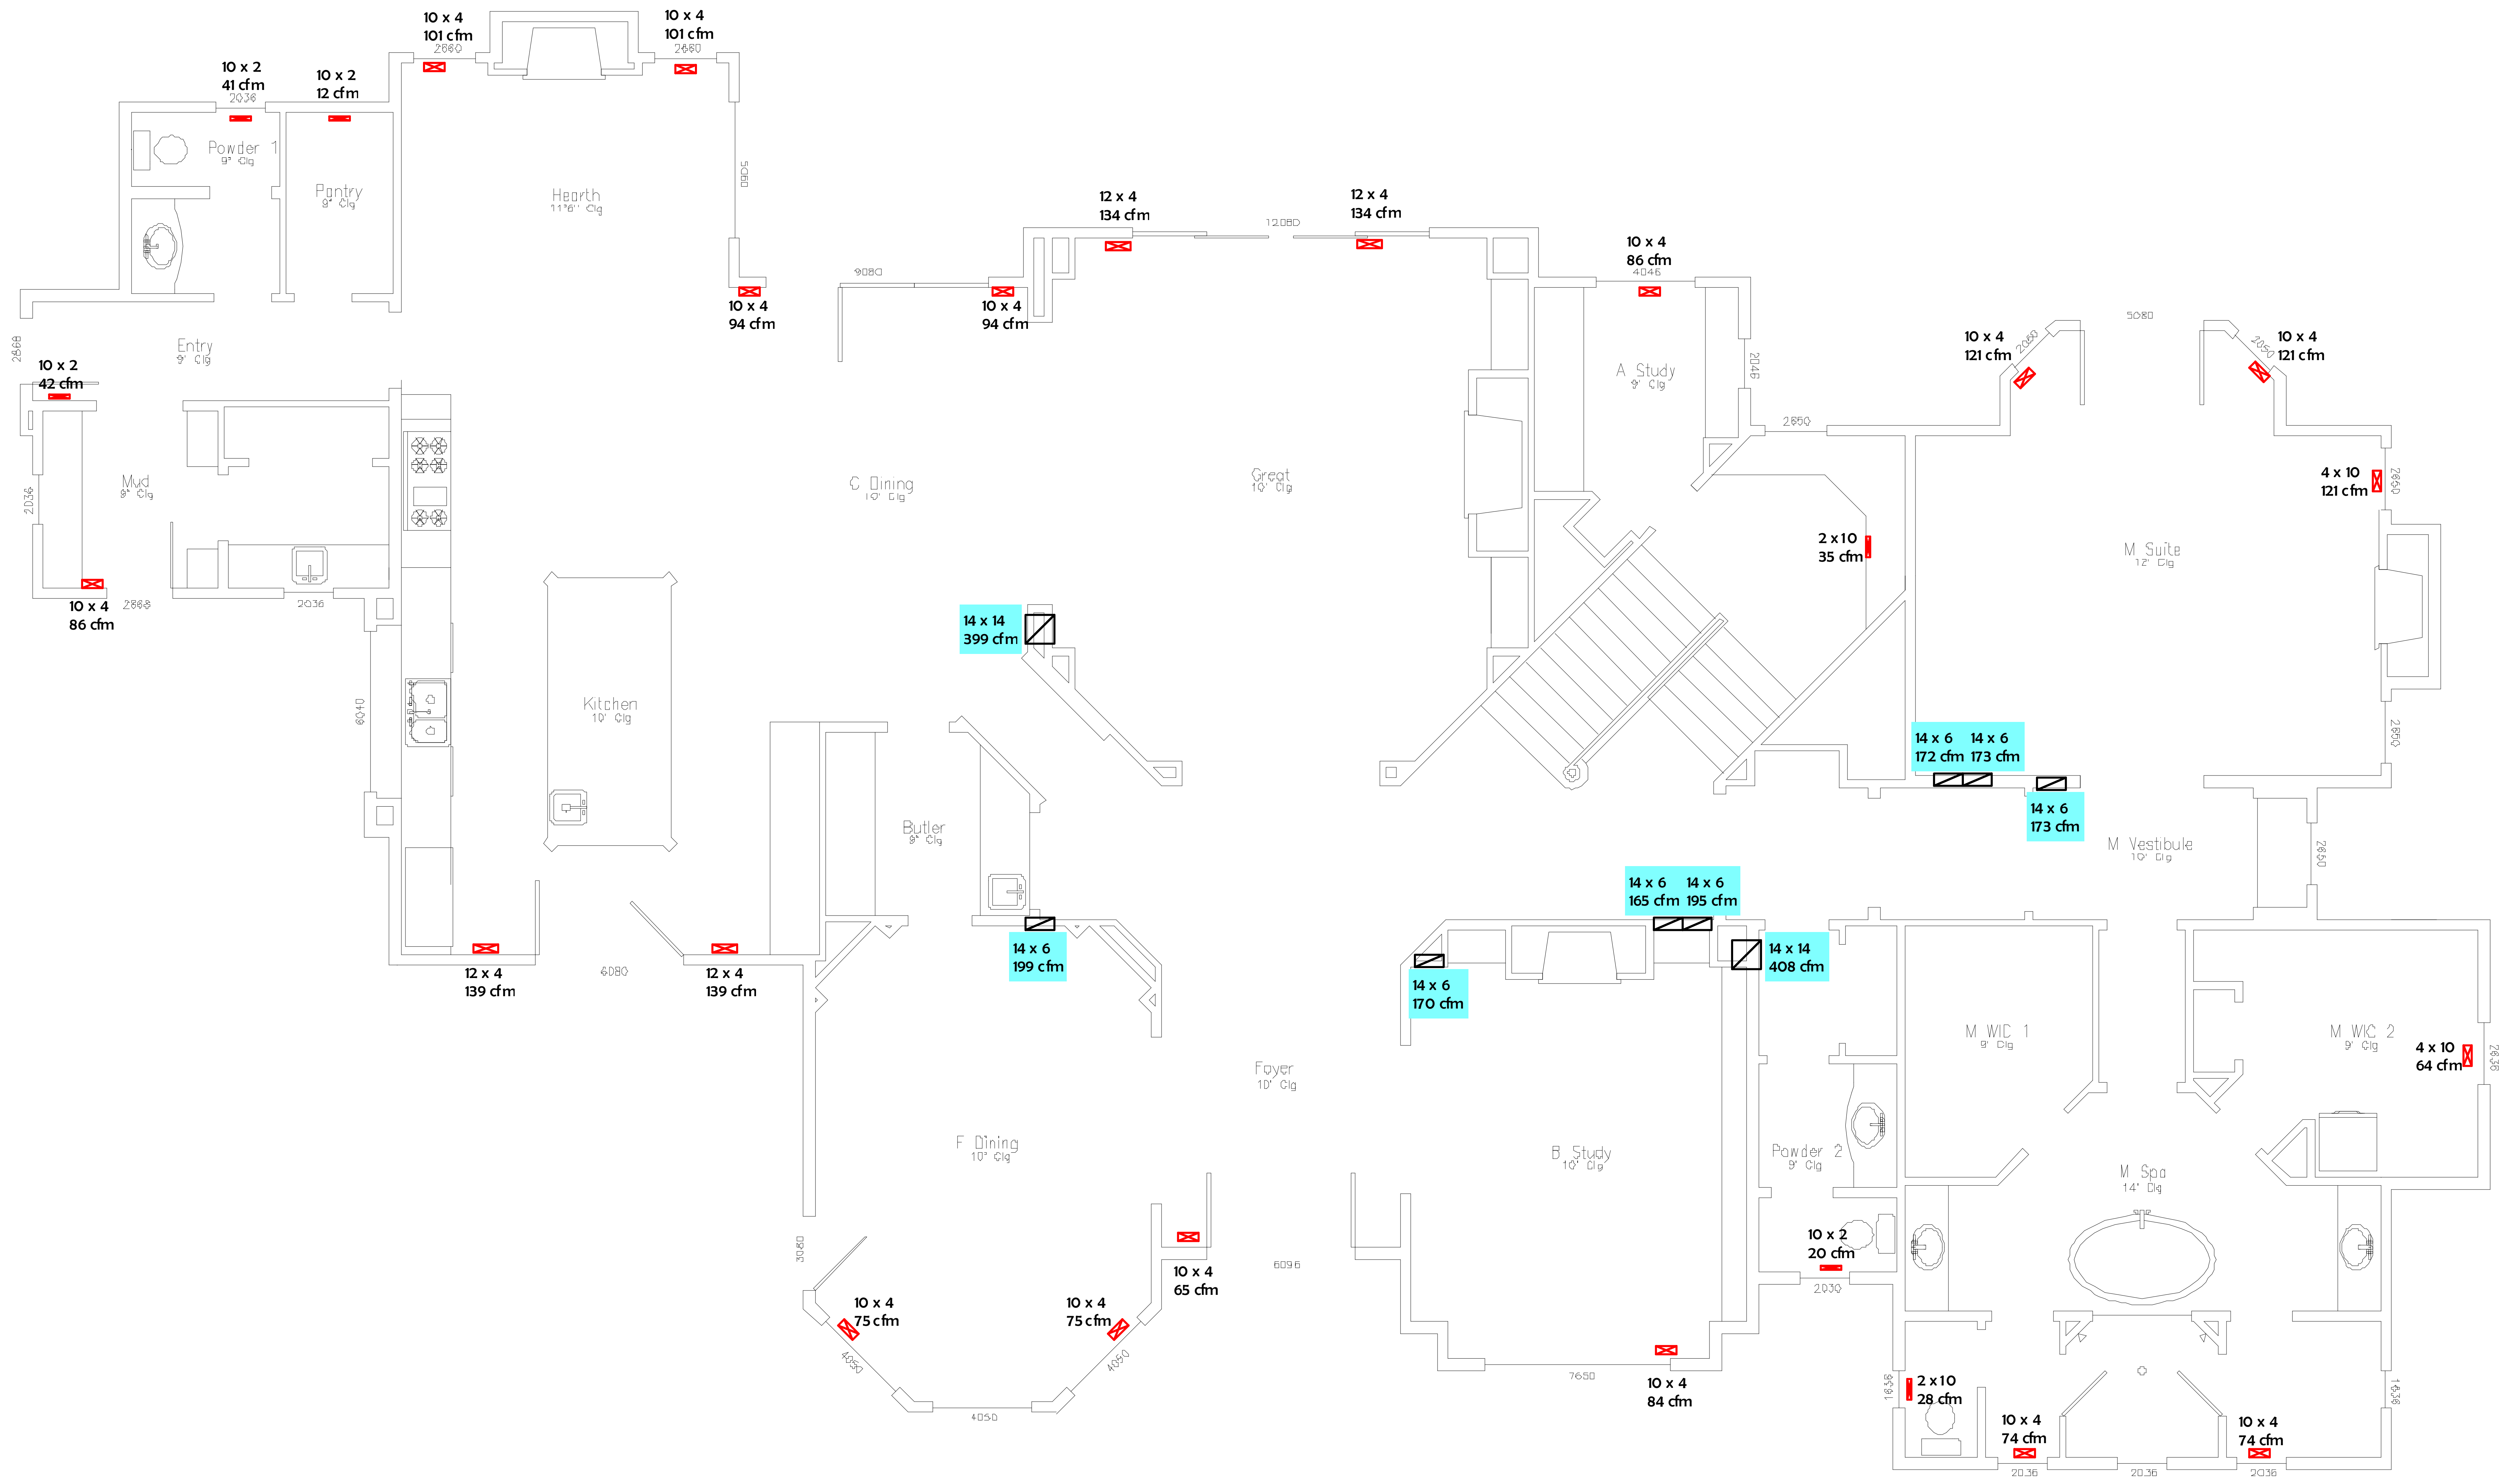 10 x 4
101 cfm
2660
10 x 4
101 cfm
2660
10 x 2
41 cfm
2036
10 x 2
12 cfm
Powder 1
9' Clg
Pantry
9' Clg
Hearth
11'6'' Clg
5060
12 x 4
134 cfm
12080
12 x 4
134 cfm
10 x 4
86 cfm
4046
9080
10 x 4
94 cfm
10 x 4
94 cfm
2868
Entry
9' Clg
10 x 2
42 cfm
A Study
9' Clg
2046
10 x 4
121 cfm
2050
5080
2050
10 x 4
121 cfm
2650
Mud
9' Clg
2036
C Dining
10' Clg
Great
10' Clg
4 x 10
121 cfm
2650
2 x 10
35 cfm
M Suite
12' Clg
10 x 4
86 cfm
2868
2036
14 x 14
399 cfm
6040
Kitchen
10' Clg
2650
14 x 6
172 cfm
14 x 6
173 cfm
14 x 6
173 cfm
Butler
9' Clg
M Vestibule
10' Clg
2650
14 x 6
165 cfm
14 x 6
195 cfm
14 x 6
199 cfm
14 x 14
408 cfm
12 x 4
139 cfm
6080
12 x 4
139 cfm
14 x 6
170 cfm
M WIC 1
9' Clg
M WIC 2
9' Clg
4 x 10
64 cfm
2636
Foyer
10' Clg
F Dining
10' Clg
B Study
10' Clg
Powder 2
9' Clg
M Spa
14' Clg
3080
10 x 2
20 cfm
2030
10 x 4
65 cfm
6096
10 x 4
75 cfm
10 x 4
75 cfm
4050
4050
4050
7650
10 x 4
84 cfm
1636
2 x 10
28 cfm
1636
10 x 4
74 cfm
10 x 4
74 cfm
2036
2036
2036